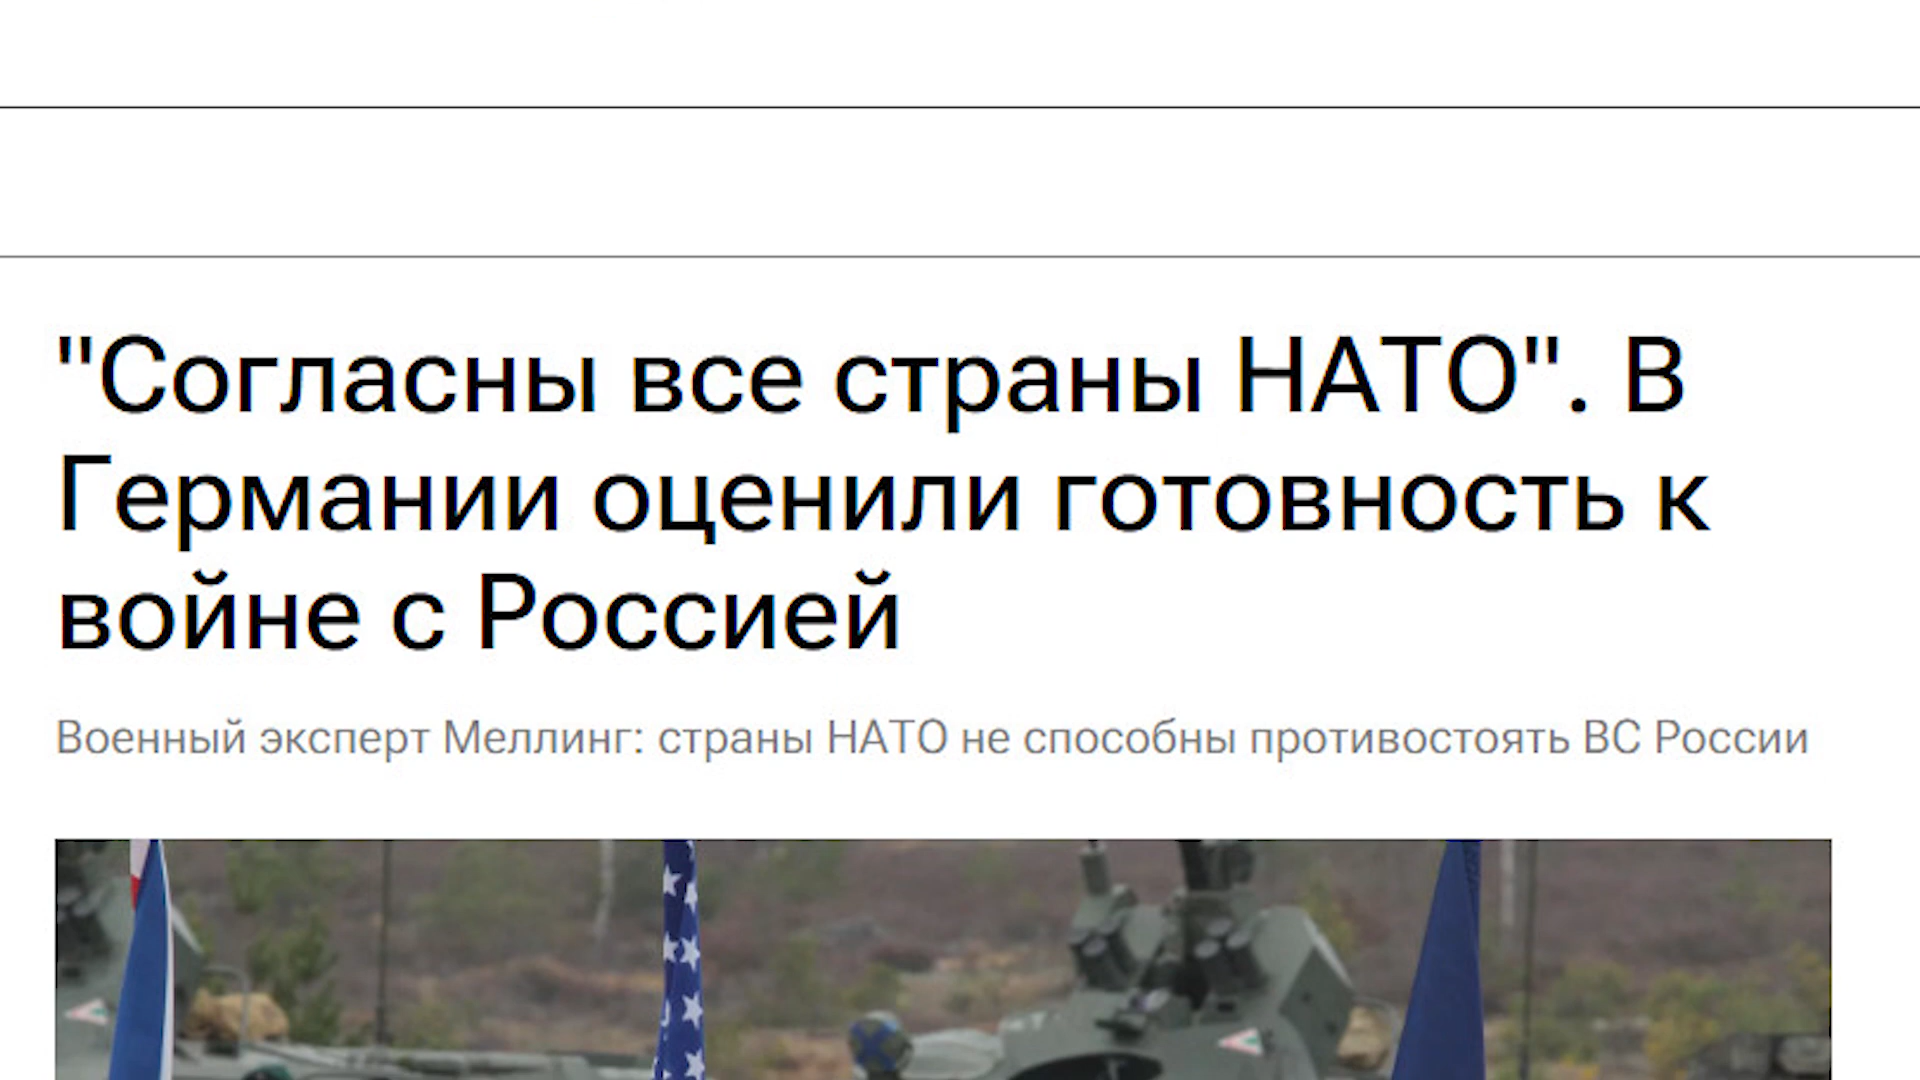 "Согласны все страны НАТО". В
Германии оценили готовность к
войне с Россией
Военный эксперт Меллинг: страны НАТО не способны противостоять ВС России